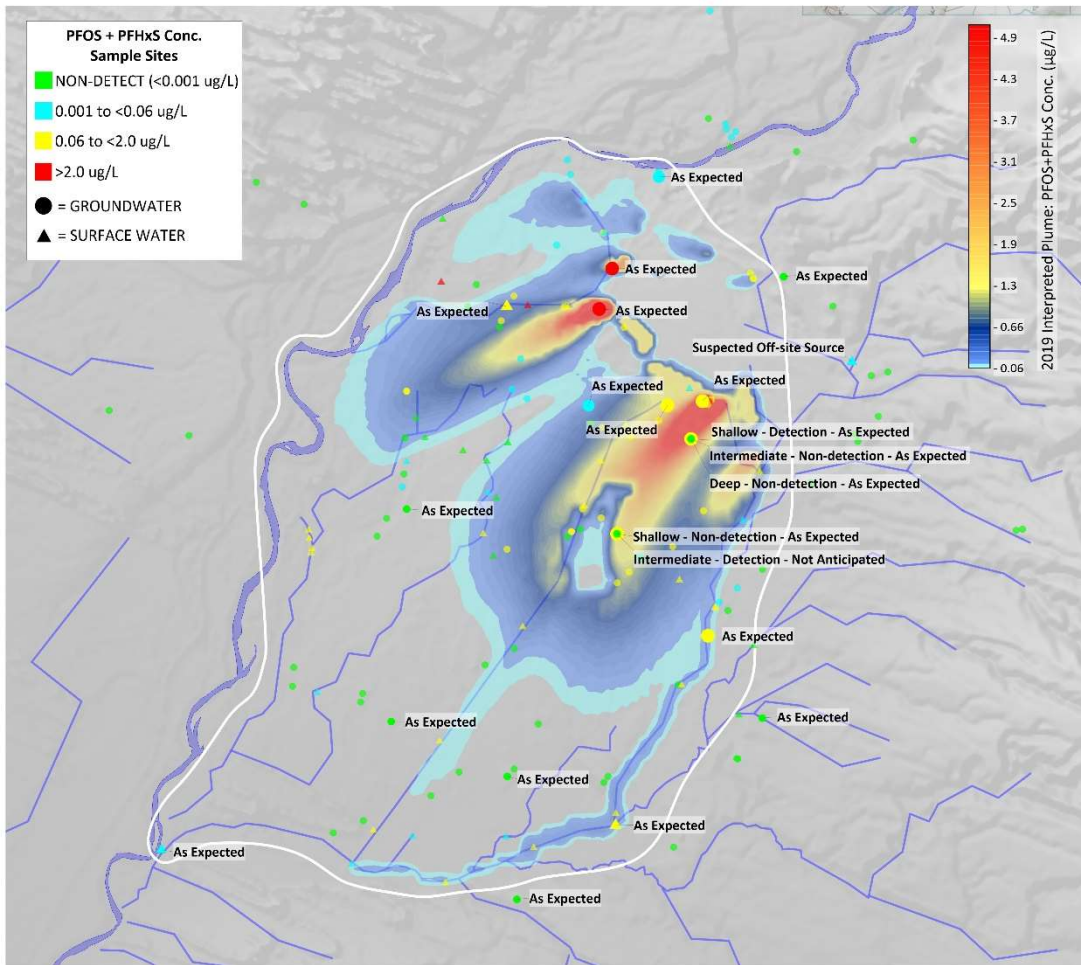 PFOS + PFHxS Conc.
Sample Sites
NON-DETECT (<0.001 ug/L)
0.001 to <0.06 ug/L
0.06 to <2.0 ug/L
>2.0 ug/L
= GROUNDWATER
= SURFACE WATER
- 4.9
- 4.3
- 3.7
- 3.1
- 2.5
- 1.9
- 1.3
- 0.66
- 0.06
2019 Interpreted Plume: PFOS+PFHxS Conc. (µg/L)
As Expected
As Expected
As Expected
As Expected
As Expected
Suspected Off-site Source
As Expected
As Expected
As Expected
Shallow - Detection - As Expected
Intermediate - Non-detection - As Expected
Deep - Non-detection - As Expected
As Expected
Shallow - Non-detection - As Expected
Intermediate - Detection - Not Anticipated
As Expected
As Expected
As Expected
As Expected
As Expected
As Expected
As Expected